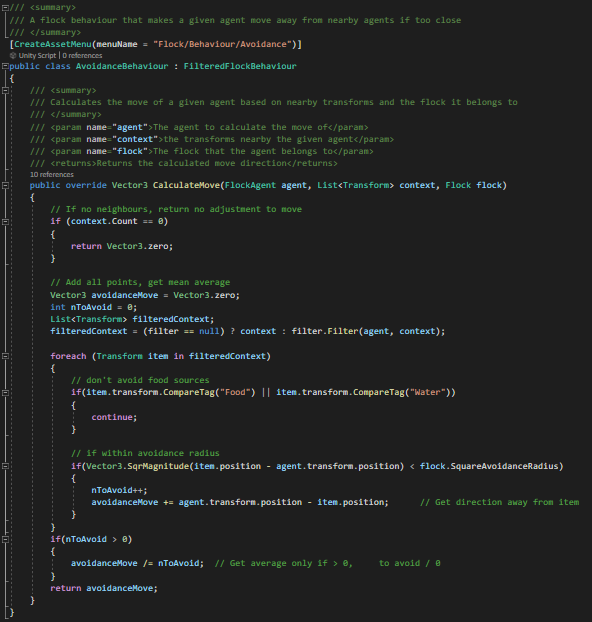 /// <summary>
/// A flock behaviour that makes a given agent move away from nearby agents if too close
/// </summary>
[CreateAssetMenu(menuName = "Flock/Behaviour/Avoidance")]
Unity Script | 0 references
public class AvoidanceBehaviour : FilteredFlockBehaviour
{
/// <summary>
/// Calculates the move of a given agent based on nearby transforms and the flock it belongs to
/// </summary>
/// <param name="agent">The agent to calculate the move of</param>
/// <param name="context">the transforms nearby the given agent</param>
/// <param name="flock">The flock that the agent belongs to</param>
/// <returns>Returns the calculated move direction</returns>
10 references
public override Vector3 CalculateMove(FlockAgent agent, List<Transform> context, Flock flock)
{
// If no neighbours, return no adjustment to move
if (context.Count == 0)
{
return Vector3.zero;
}
// Add all points, get mean average
Vector3 avoidanceMove = Vector3.zero;
int nToAvoid = 0;
List<Transform> filteredContext;
filteredContext = (filter == null) ? context : filter.Filter(agent, context);
foreach (Transform item in filteredContext)
{
// don't avoid food sources
if(item.transform.CompareTag("Food") || item.transform.CompareTag("Water"))
{
continue;
}
// if within avoidance radius
if(Vector3.SqrMagnitude(item.position - agent.transform.position) < flock.SquareAvoidanceRadius)
{
nToAvoid++;
avoidanceMove += agent.transform.position - item.position; // Get direction away from item
}
}
if(nToAvoid > 0)
{
avoidanceMove /= nToAvoid; // Get average only if > 0, to avoid / 0
}
return avoidanceMove;
}
}